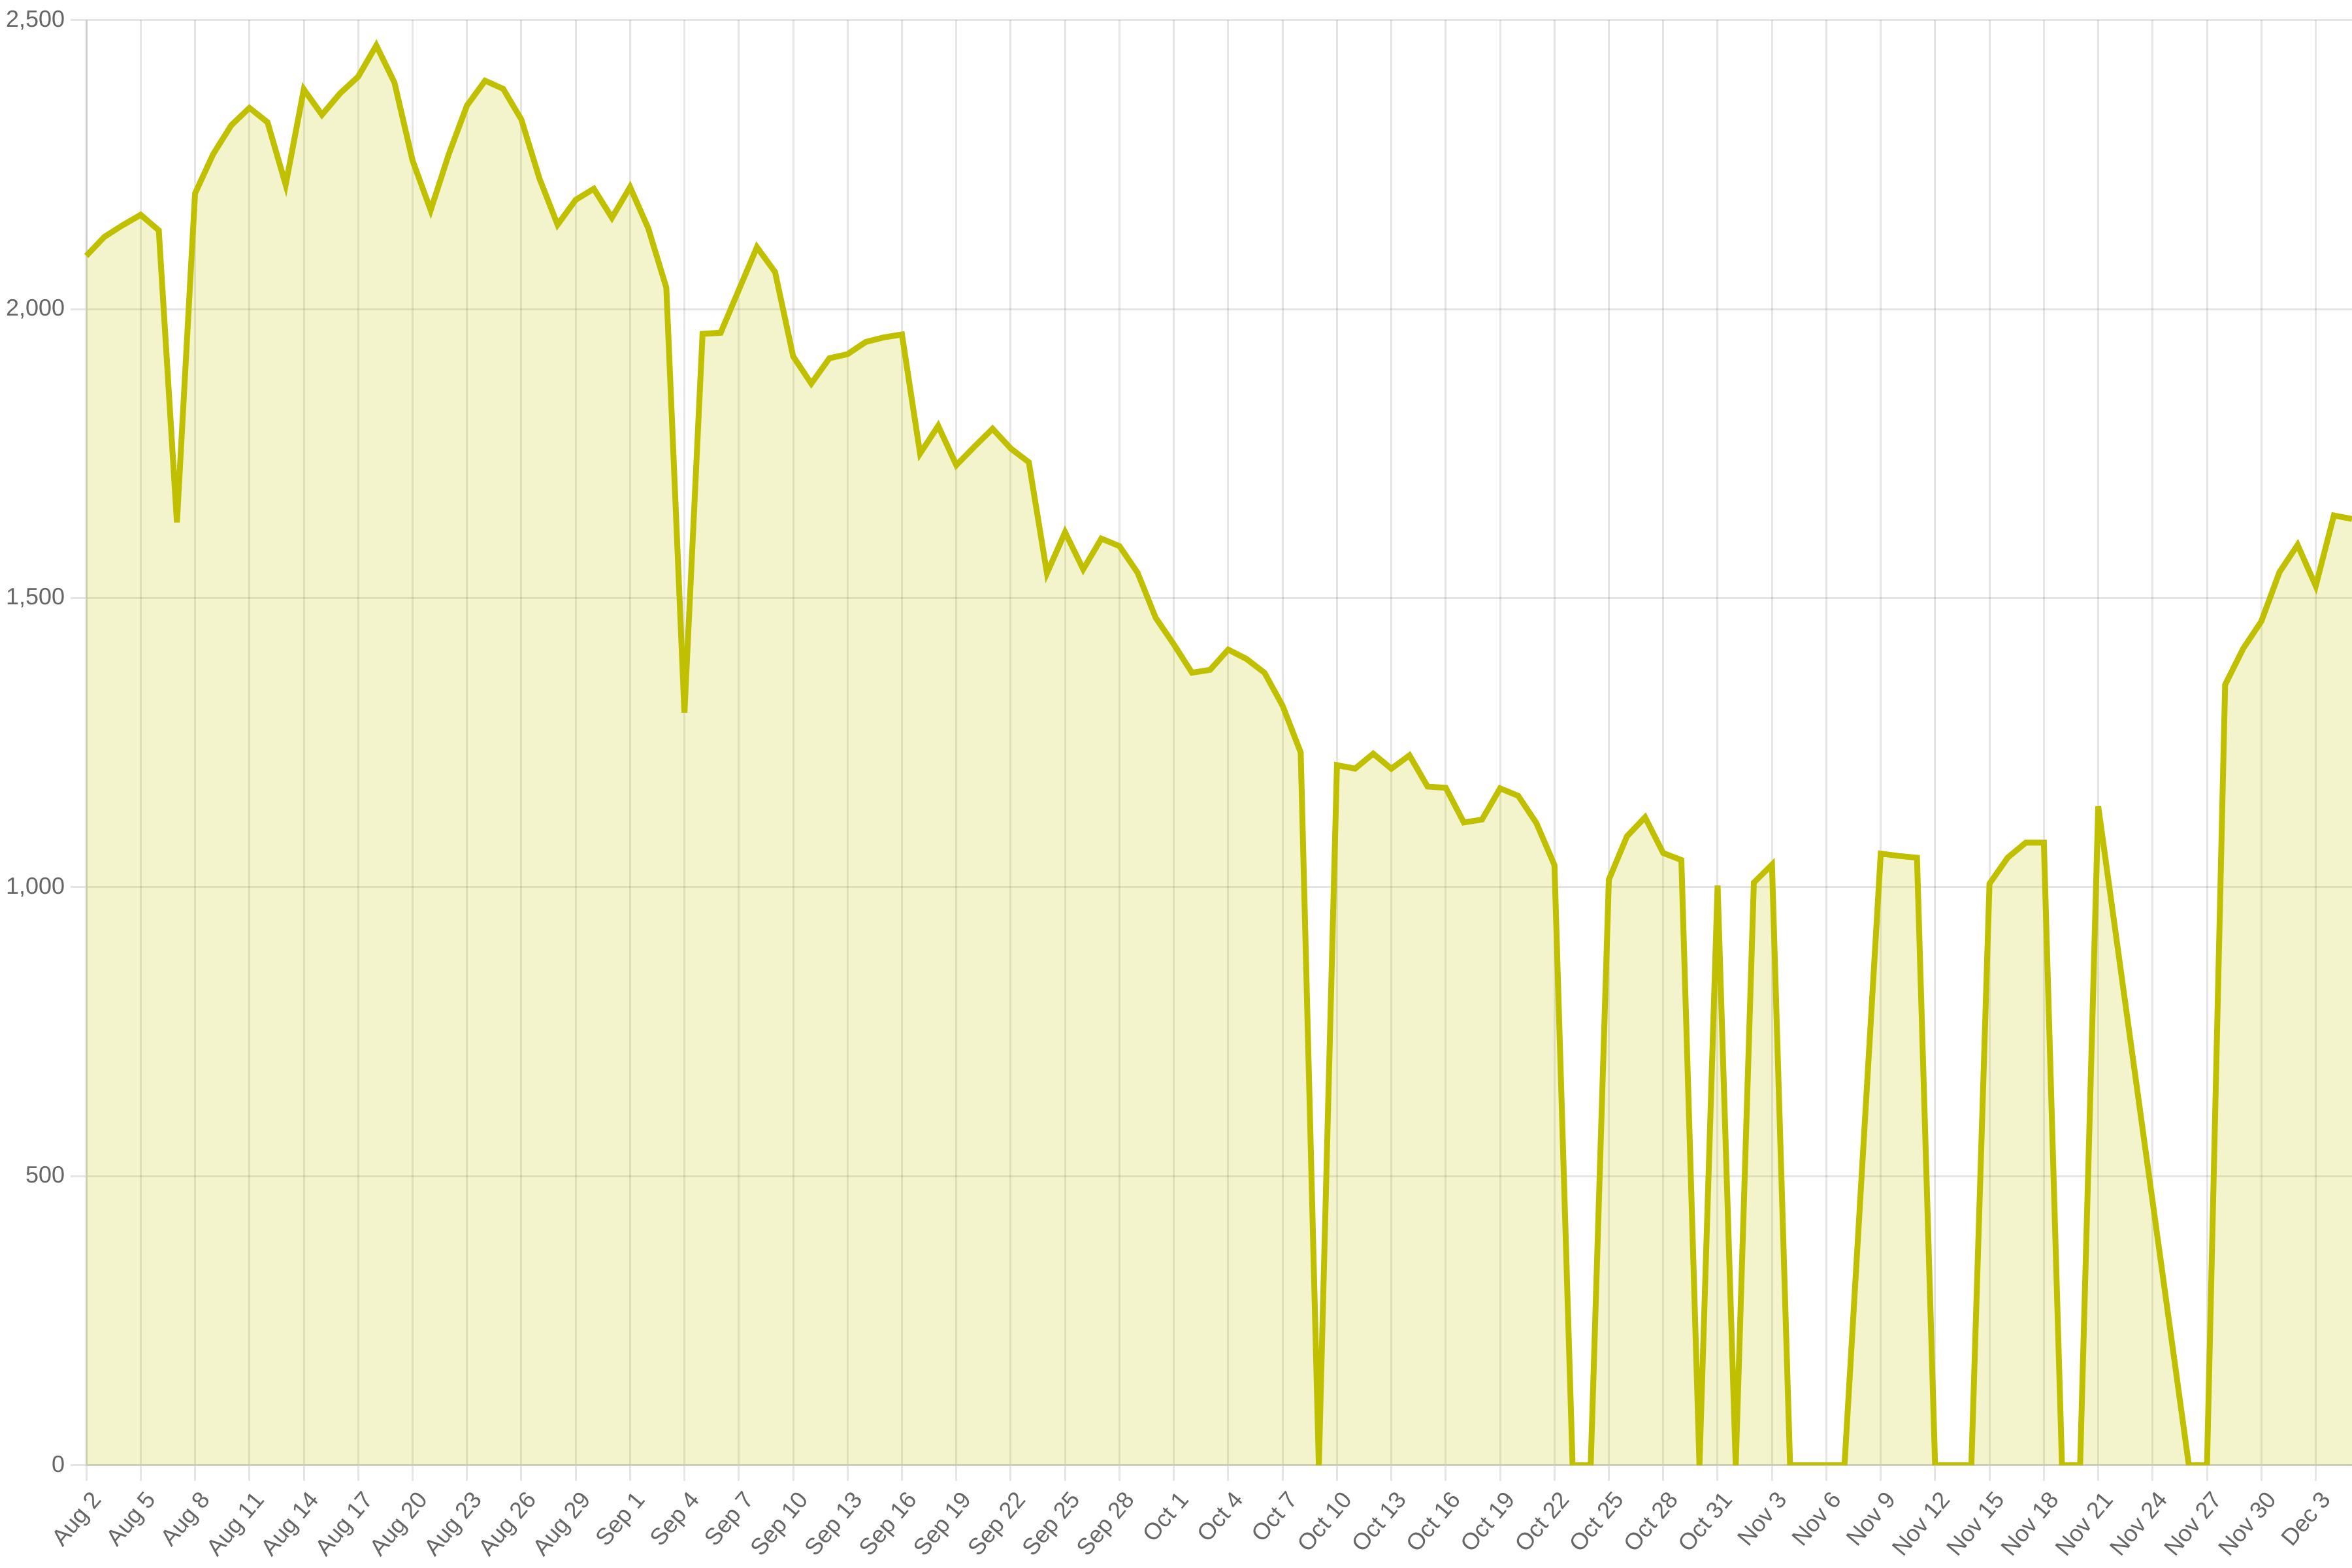 2,500
2,000
1,500
1,000
500
0
Aug 2
Aug 5
Aug 8
Aug 11
Aug 14
Aug 17
Aug 20
Aug 23
Aug 26
Aug 29
Sep 1
Sep 4
Sep 7
Sep 10
Sep 13
Sep 16
Sep 19
Sep 22
Sep 25
Sep 28
Oct 1
Oct 4
Oct 7
Oct 10
Oct 13
Oct 16
Oct 19
Oct 22
Oct 25
Oct 28
Oct 31
Nov 3
Nov 6
Nov 9
Nov 12
Nov 15
Nov 18
Nov 21
Nov 24
Nov 27
Nov 30
Dec 3